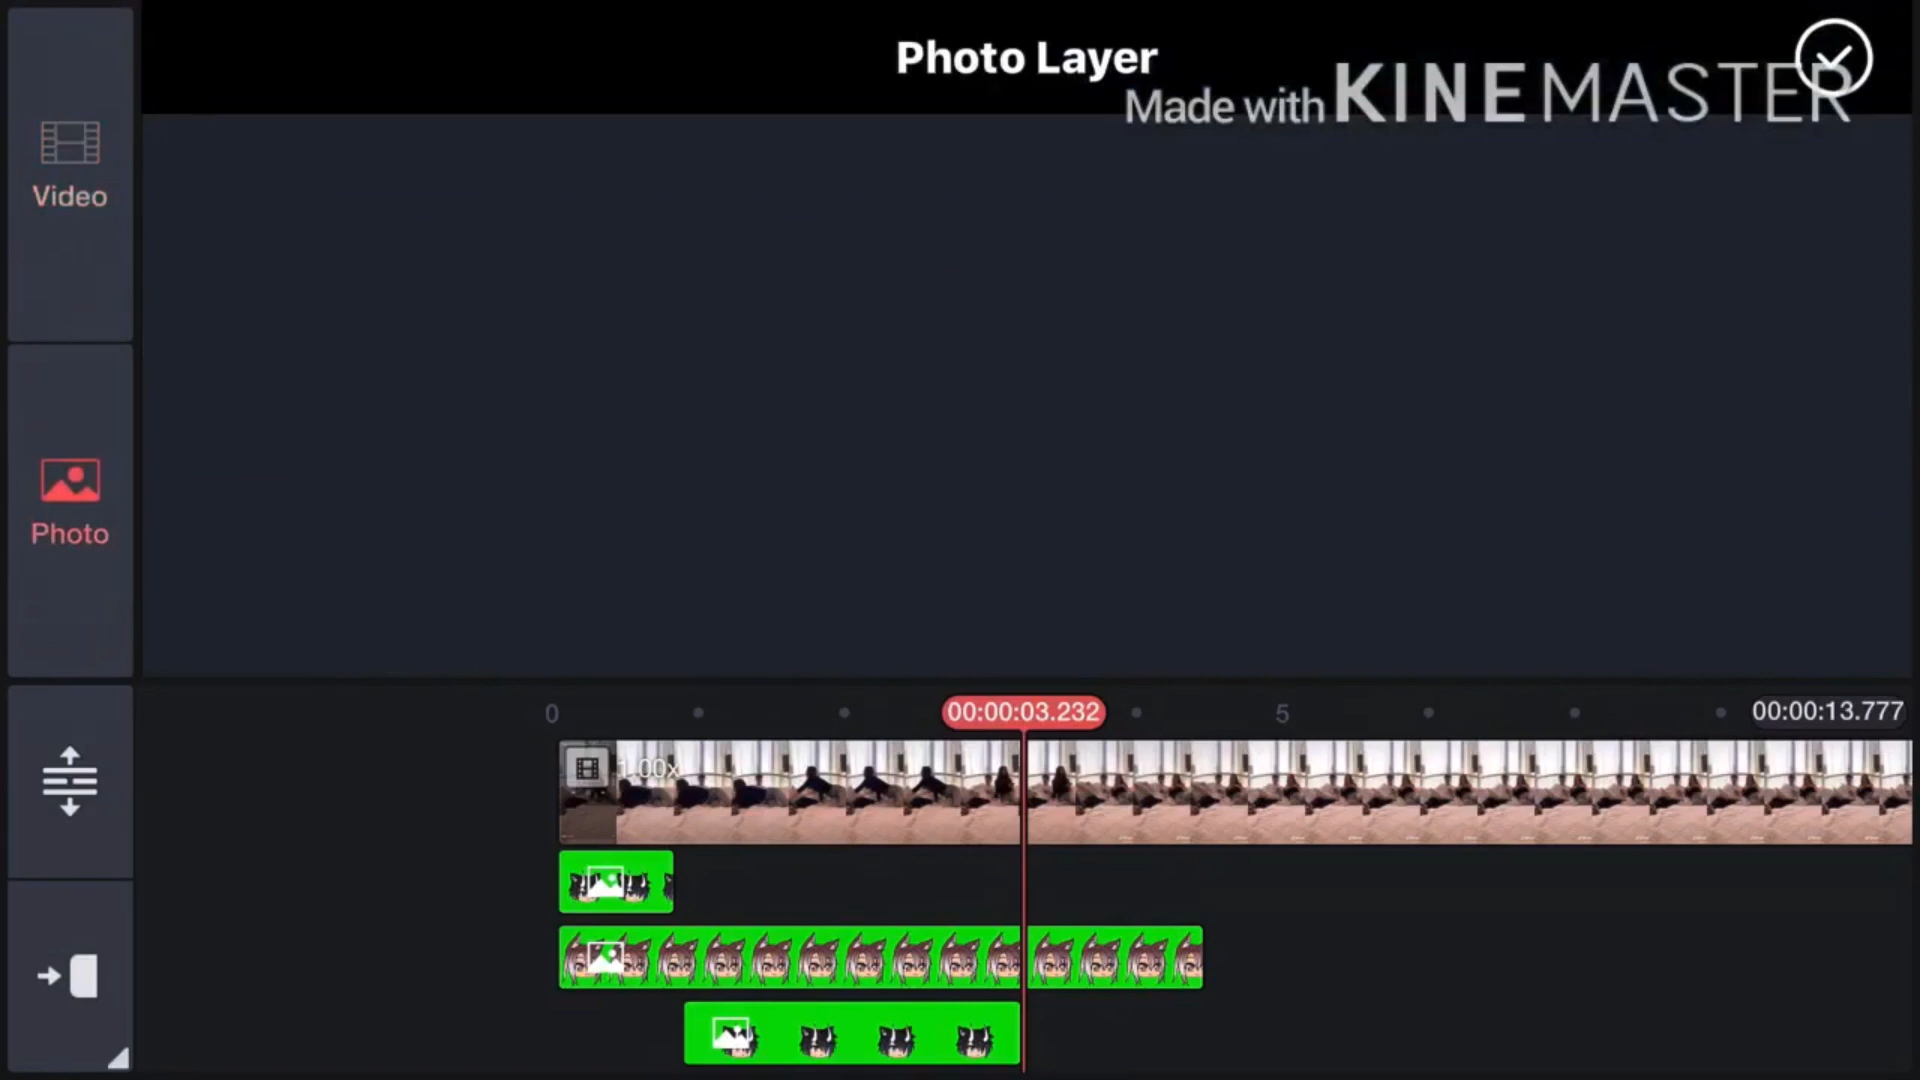 Photo Layer
Made with KINEMASTER
Video
Photo
0
00:00:03.232
5
00:00:13.777
1.00x